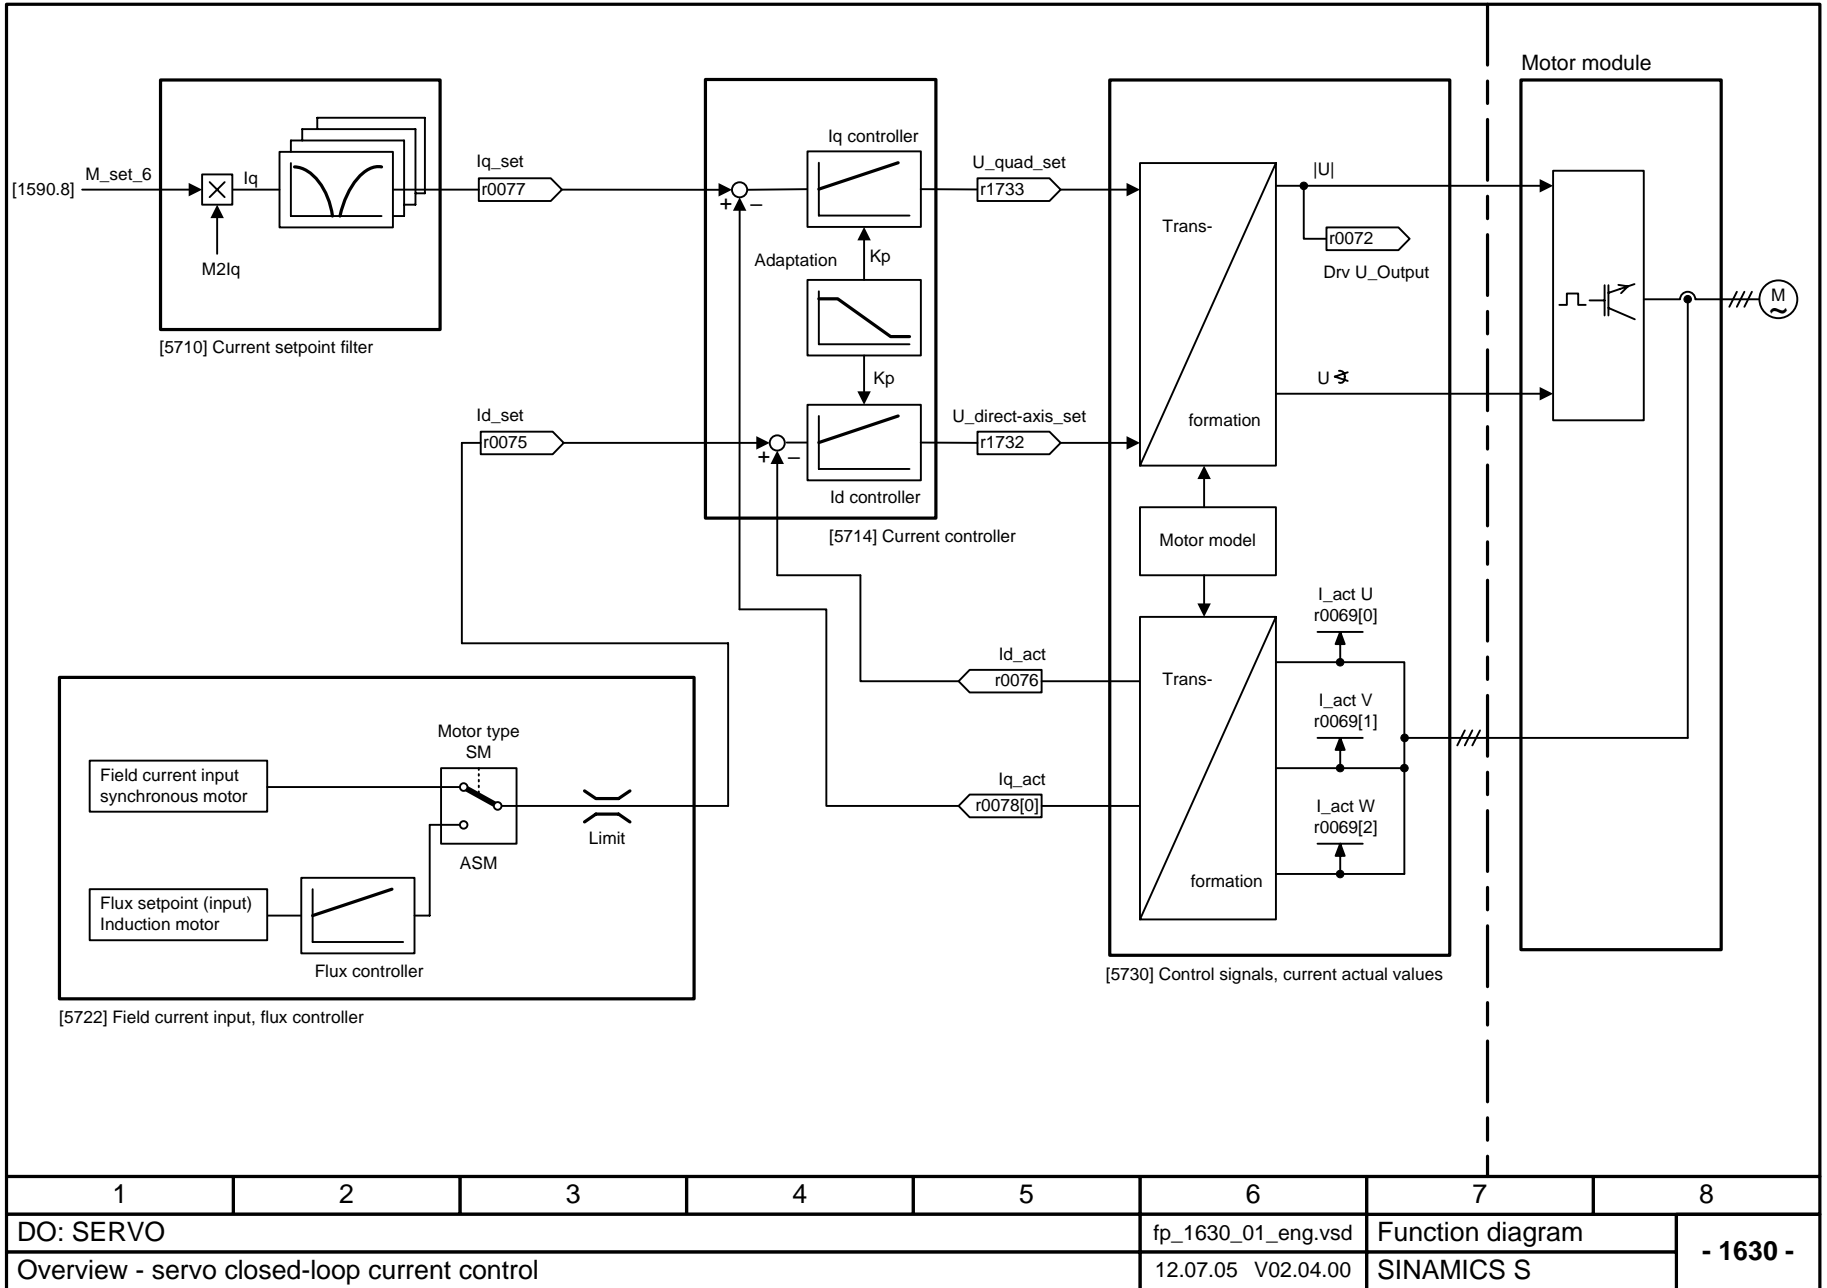 Motor module
[1590.8]
M_set_6
Iq
M2Iq
[5710] Current setpoint filter
Iq_set
r0077
Id_set
r0075
Iq controller
+
–
Adaptation
Kp
Kp
+
–
Id controller
[5714] Current controller
U_quad_set
r1733
U_direct-axis_set
r1732
Trans-
formation
|U|
r0072
Drv U_Output
U
M
~
Motor model
Trans-
formation
I_act U
r0069[0]
I_act V
r0069[1]
I_act W
r0069[2]
Id_act
r0076
Iq_act
r0078[0]
[5730] Control signals, current actual values
Motor type
SM
ASM
Field current input
synchronous motor
Flux setpoint (input)
Induction motor
Flux controller
Limit
[5722] Field current input, flux controller
1 2 3 4 5 6 7 8
DO: SERVO
fp_1630_01_eng.vsd
Function diagram
- 1630 -
Overview - servo closed-loop current control
12.07.05 V02.04.00
SINAMICS S